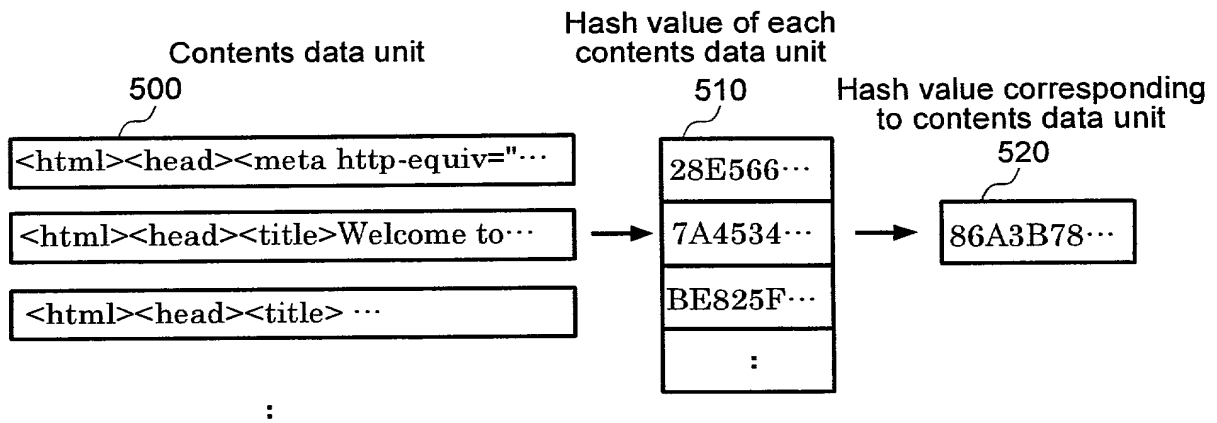 Contents data unit
500
<html><head><meta http-equiv="⋯
<html><head><title>Welcome to⋯
<html><head><title> ⋯
:
Hash value of each
contents data unit
510
28E566⋯
7A4534⋯
BE825F⋯
:
Hash value corresponding
to contents data unit
520
86A3B78⋯